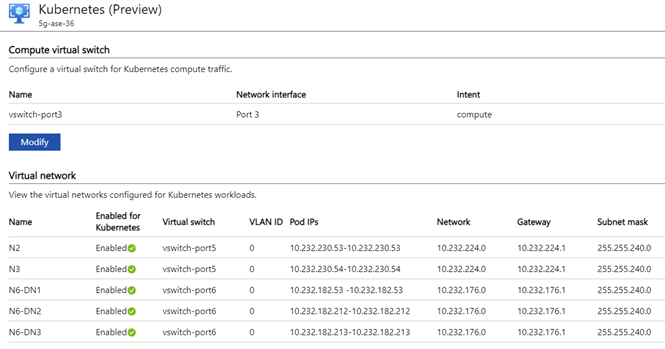 Kubernetes (Preview)
5g-ase-36
Compute virtual switch
Configure a virtual switch for Kubernetes compute traffic.
Name Network interface Intent
vswitch-port3 Port 3 compute
Modify
Virtual network
View the virtual networks configured for Kubernetes workloads.
Name Enabled for Kubernetes Virtual switch VLAN ID Pod IPs Network Gateway Subnet mask
N2 Enabled vswitch-port5 0 10.232.230.53-10.232.230.53 10.232.224.0 10.232.224.1 255.255.240.0
N3 Enabled vswitch-port5 0 10.232.230.54-10.232.230.54 10.232.224.0 10.232.224.1 255.255.240.0
N6-DN1 Enabled vswitch-port6 0 10.232.182.53 -10.232.182.53 10.232.176.0 10.232.176.1 255.255.240.0
N6-DN2 Enabled vswitch-port6 0 10.232.182.212-10.232.182.212 10.232.176.0 10.232.176.1 255.255.240.0
N6-DN3 Enabled vswitch-port6 0 10.232.182.213-10.232.182.213 10.232.176.0 10.232.176.1 255.255.240.0